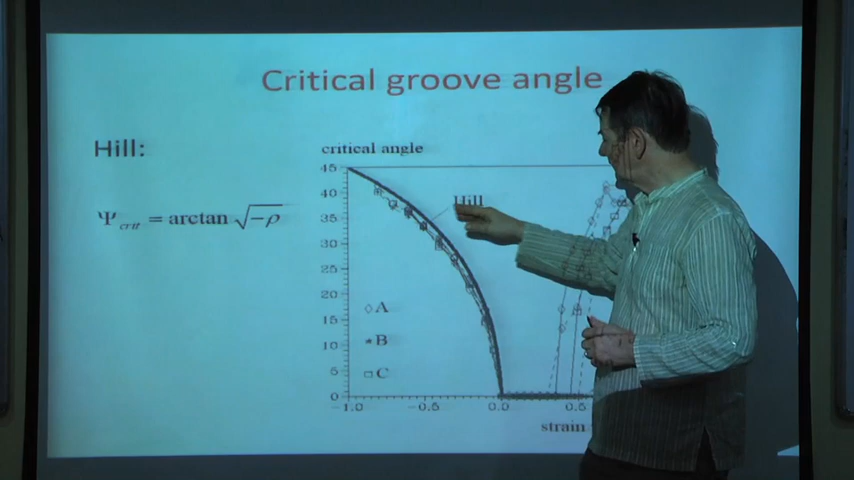 Critical groove angle
Hill:
Ψcrit = arctan √−ρ
critical angle
45
40
35
30
25
20
15
10
5
0
Hill
A
B
C
−1.0
−0.5
0.0
0.5
strain